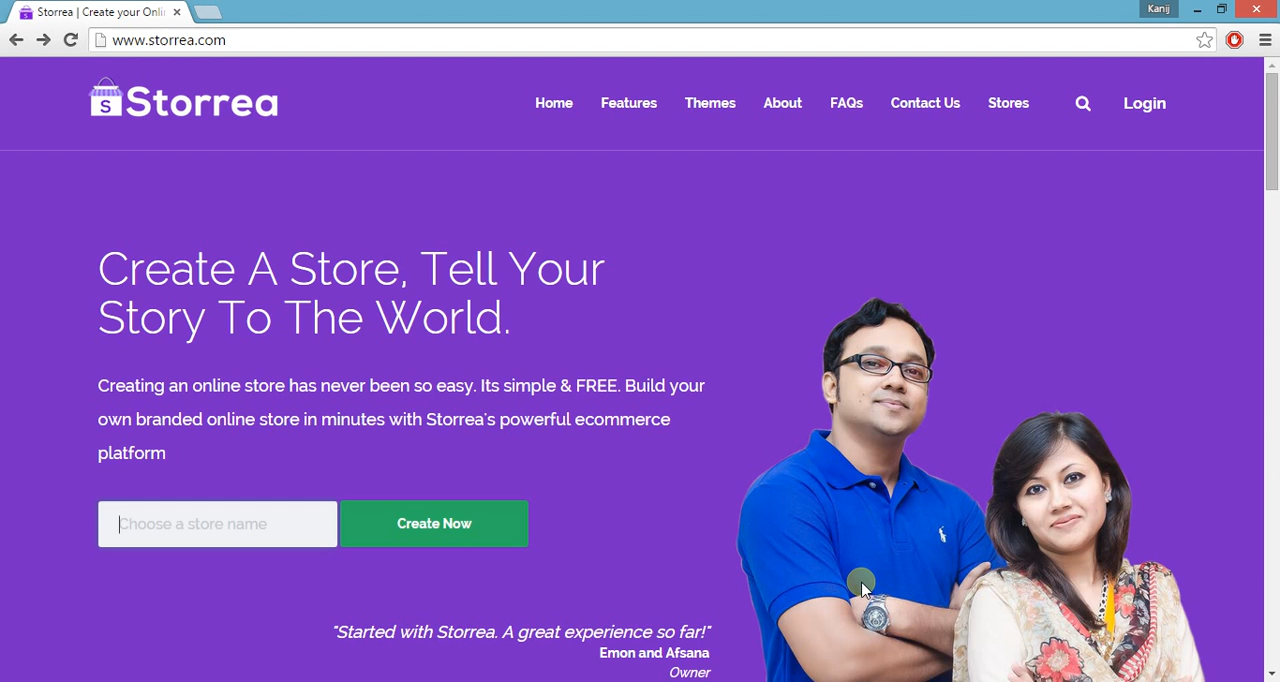 Storrea | Create your Onli
Kanij
www.storrea.com
S Storrea
Home Features Themes About FAQs Contact Us Stores Login
Create A Store, Tell Your
Story To The World.
Creating an online store has never been so easy. Its simple & FREE. Build your
own branded online store in minutes with Storrea's powerful ecommerce
platform
Choose a store name
Create Now
"Started with Storrea. A great experience so far!"
Emon and Afsana
Owner